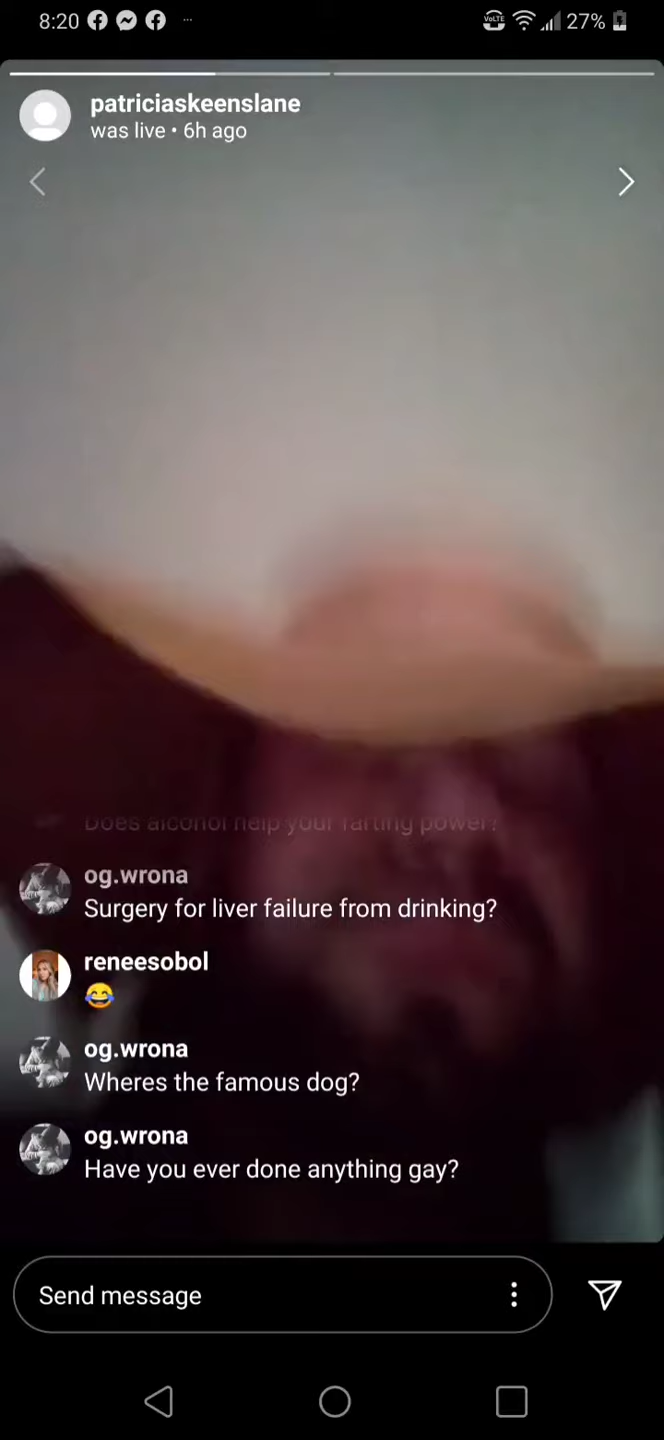 8:20
VoLTE
27%
patriciaskeenslane
was live • 6h ago
Does alcohol help your farting power?
og.wrona
Surgery for liver failure from drinking?
reneesobol
😂
og.wrona
Wheres the famous dog?
og.wrona
Have you ever done anything gay?
Send message